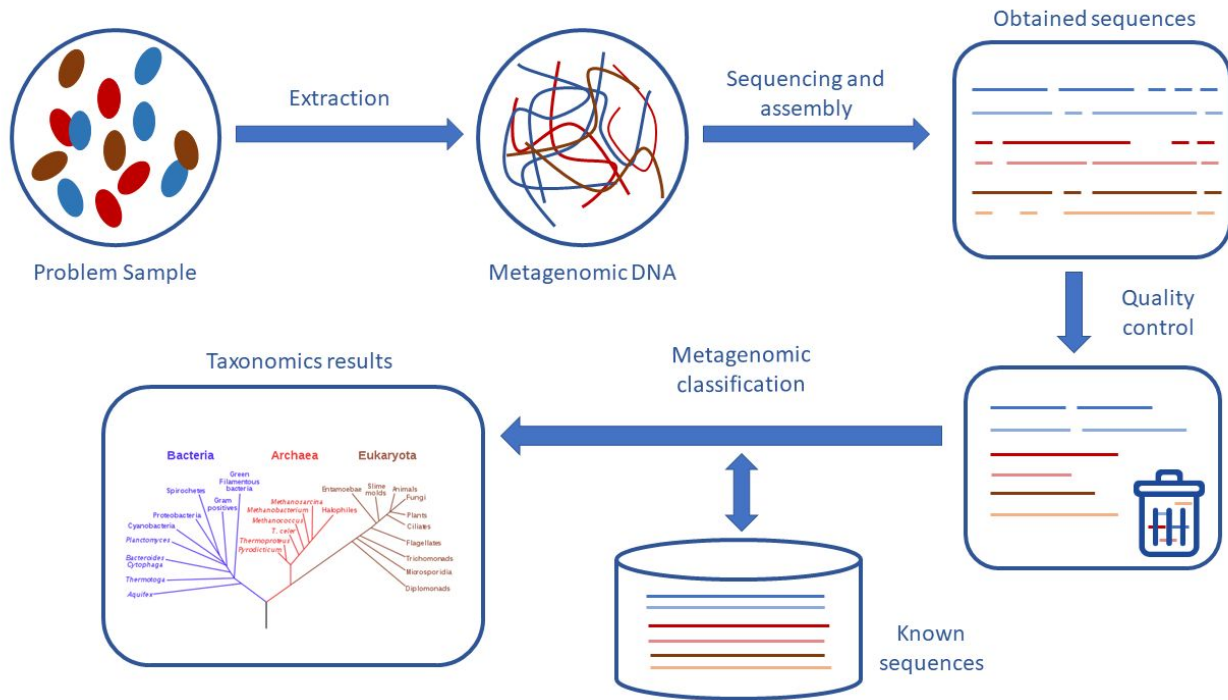 Obtained sequences
Extraction
Sequencing and
assembly
Problem Sample
Metagenomic DNA
Quality
control
Taxonomics results
Metagenomic
classification
Bacteria
Archaea
Eukaryota
Green
Filamentous
bacteria
Spirochetes
Gram
positives
Proteobacteria
Cyanobacteria
Planctomyces
Bacteroides
Cytophaga
Thermotoga
Aquifex
Methanosarcina
Methanobacterium
Halophiles
Methanococcus
T. celer
Thermoproteus
Pyrodicticum
Entamoebae
Slime
molds
Animals
Fungi
Plants
Ciliates
Flagellates
Trichomonads
Microsporidia
Diplomonads
Known
sequences